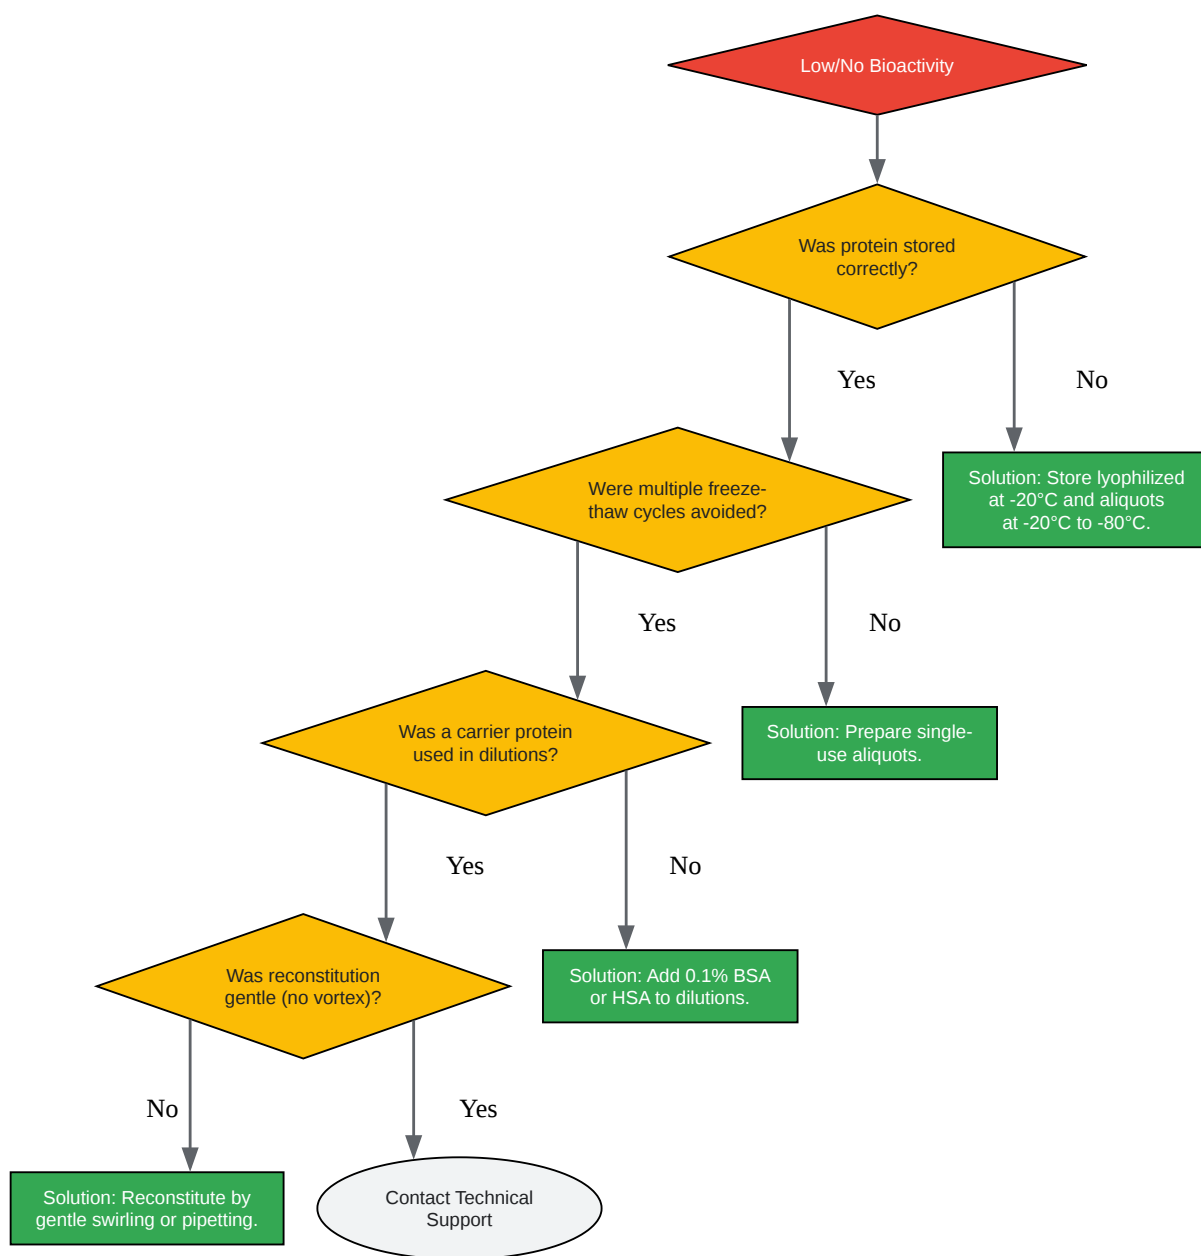 Low/No Bioactivity
Was protein stored
correctly?
Yes
No
Were multiple freeze-
thaw cycles avoided?
Solution: Store lyophilized
at -20°C and aliquots
at -20°C to -80°C.
Yes
No
Was a carrier protein
used in dilutions?
Solution: Prepare single-
use aliquots.
Yes
No
Was reconstitution
gentle (no vortex)?
Solution: Add 0.1% BSA
or HSA to dilutions.
No
Yes
Solution: Reconstitute by
gentle swirling or pipetting.
Contact Technical
Support